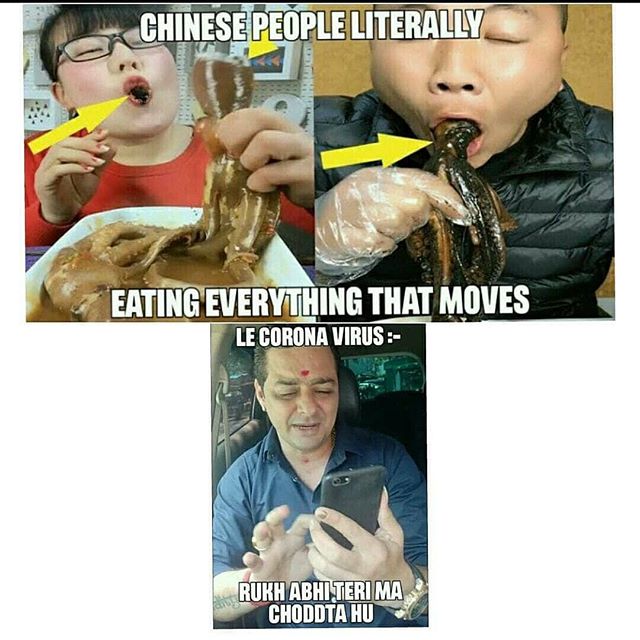 CHINESE PEOPLE LITERALLY
EATING EVERYTHING THAT MOVES
LE CORONA VIRUS :-
RUKH ABHI TERI MA
CHODDTA HU